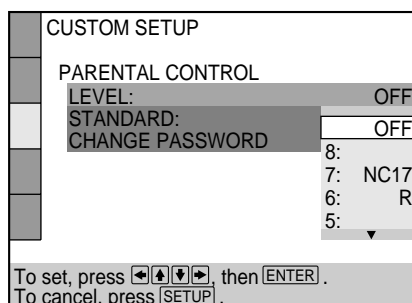 CUSTOM SETUP
PARENTAL CONTROL
LEVEL: OFF
STANDARD:
OFF
CHANGE PASSWORD
8:
7: NC17
6: R
5:
To set, press , then ENTER .
To cancel, press SETUP .